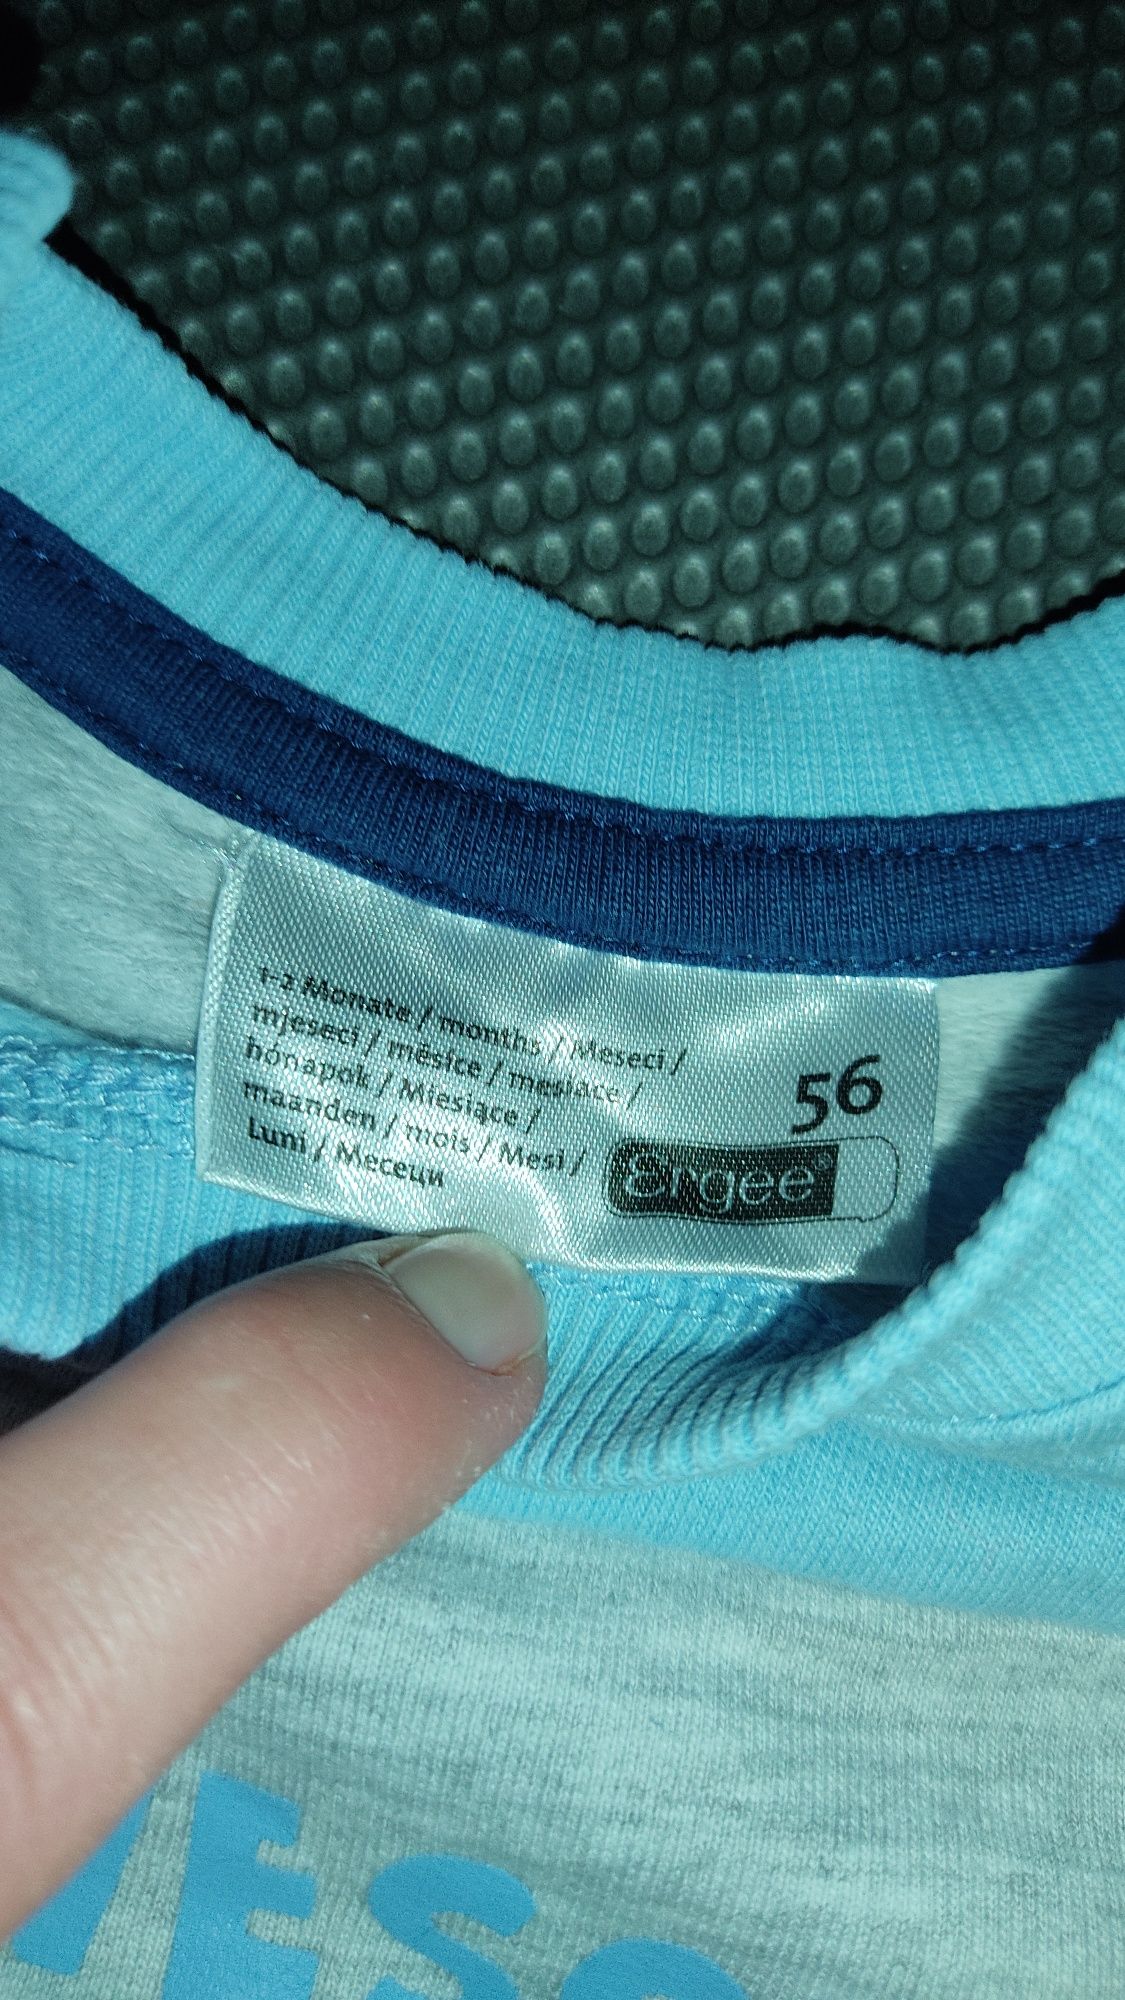 1-2 Monate / months / Meseci /
mjeseci / měsíce / mesiace /
hónapok / Miesiące /
maanden / mois / Mesi /
Luni / Месеци
56
Ergee®